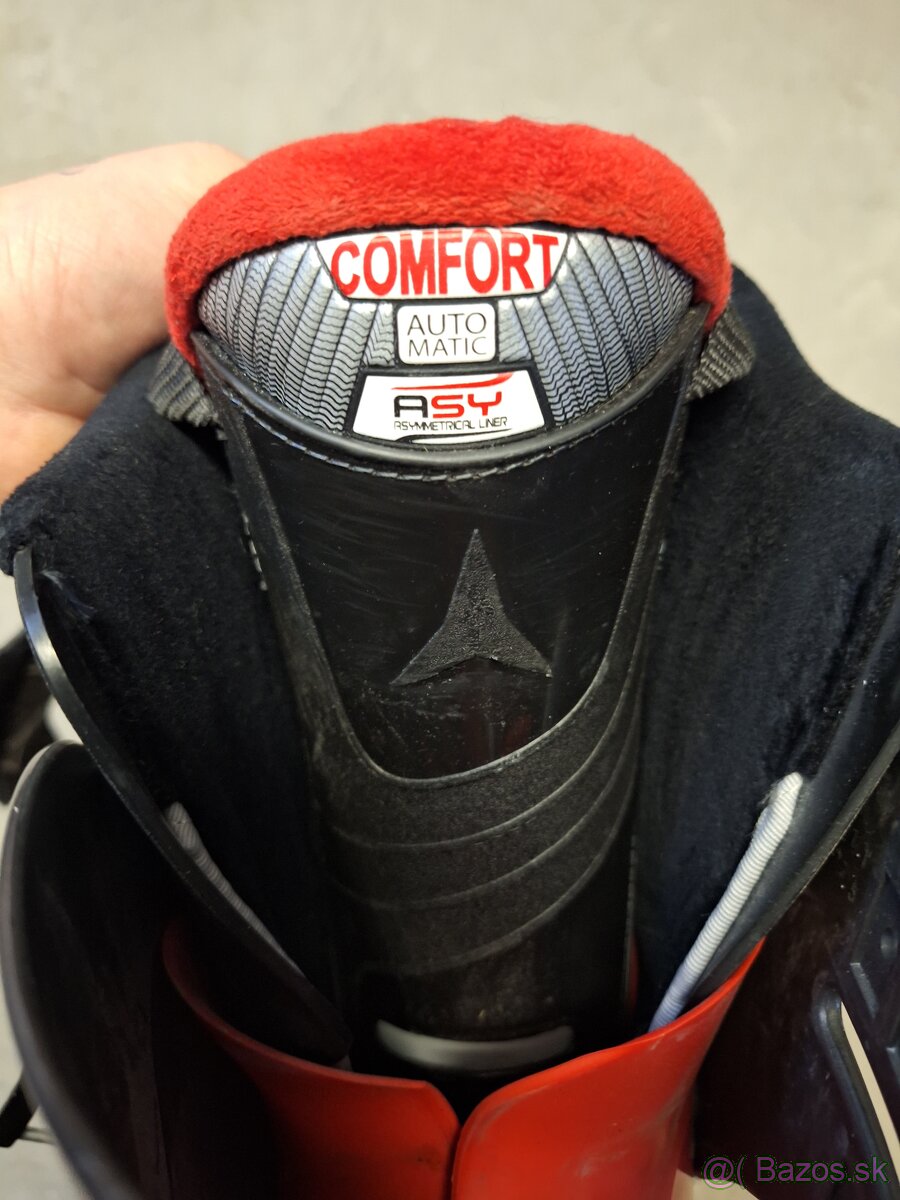 COMFORT
AUTO
MATIC
ASY
ASYMMETRICAL LINER
@( Bazos.sk